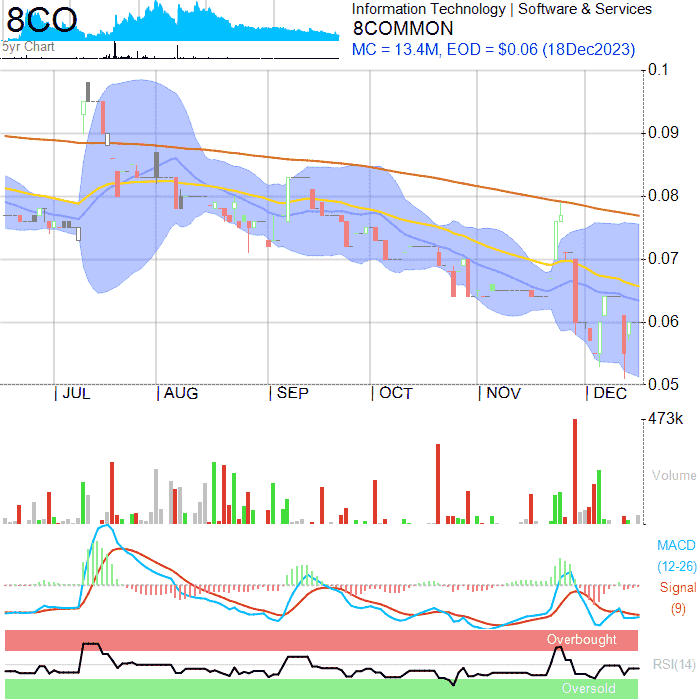 8CO
5yr Chart
Information Technology | Software & Services
8COMMON
MC = 13.4M, EOD = $0.06 (18Dec2023)
0.1
0.09
0.08
0.07
0.06
0.05
| JUL | AUG | SEP | OCT | NOV | DEC
473k
Volume
MACD
(12-26)
Signal
(9)
Overbought
RSI(14)
Oversold